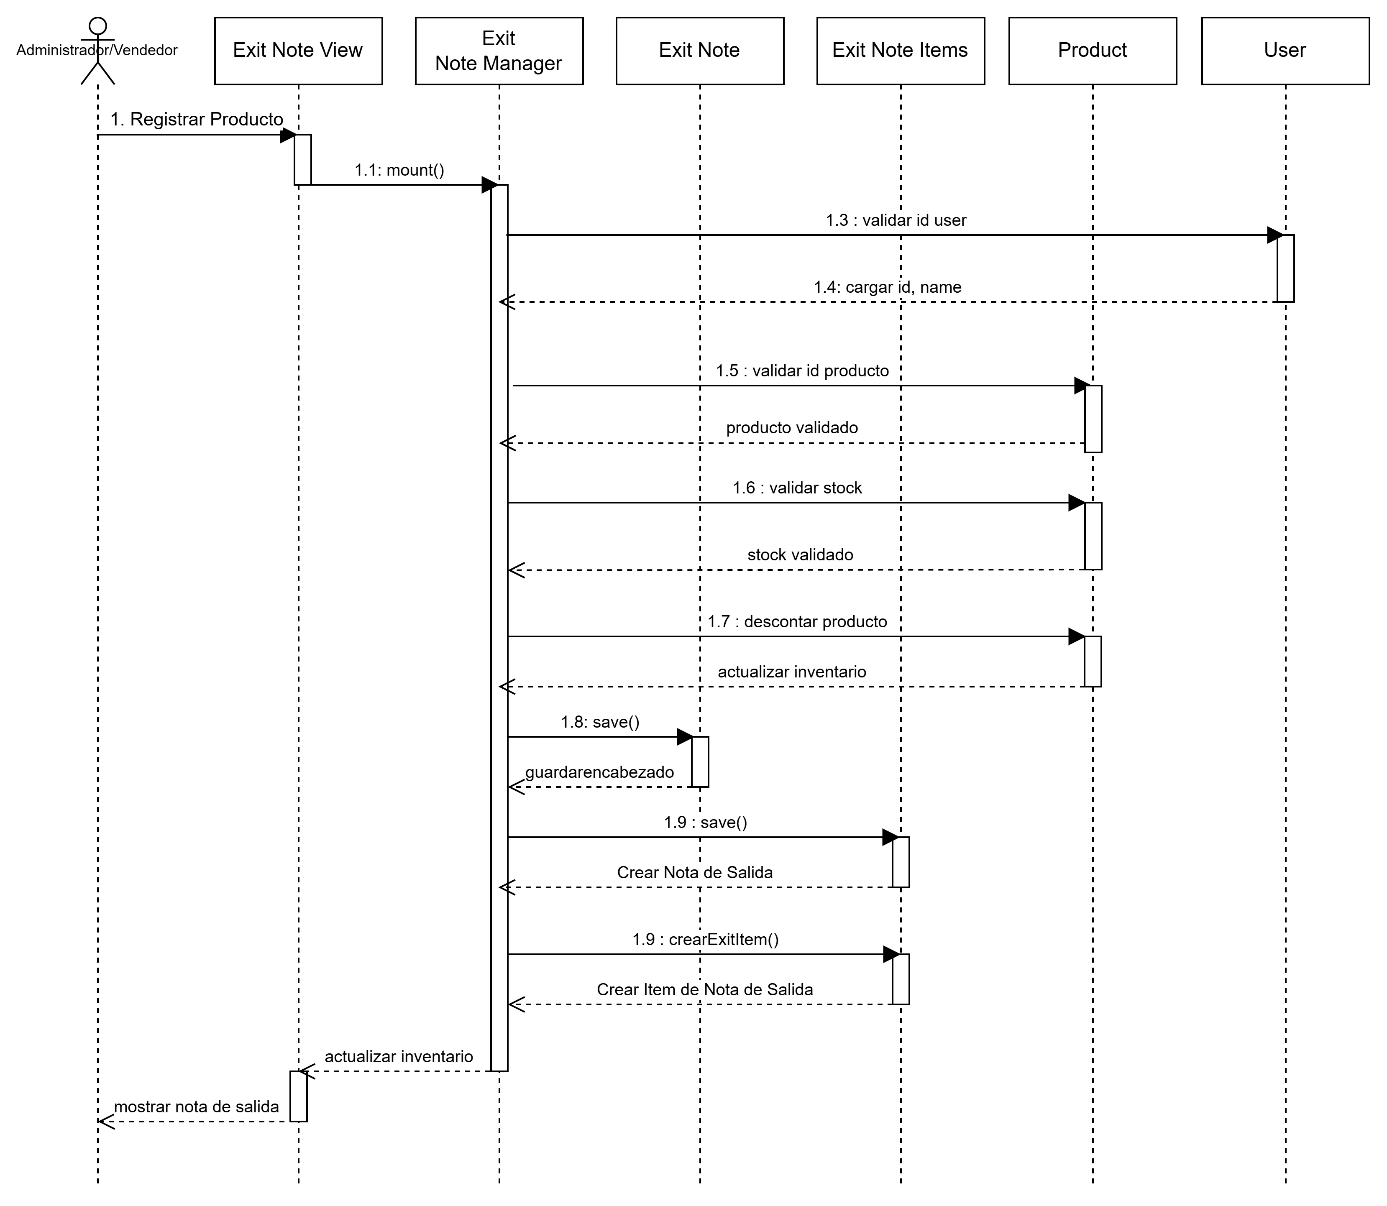 Administrador/Vendedor
Exit Note View
Exit
Note Manager
Exit Note
Exit Note Items
Product
User
1. Registrar Producto
1.1: mount()
1.3 : validar id user
1.4: cargar id, name
1.5 : validar id producto
producto validado
1.6 : validar stock
stock validado
1.7 : descontar producto
actualizar inventario
1.8: save()
guardarencabezado
1.9 : save()
Crear Nota de Salida
1.9 : crearExitItem()
Crear Item de Nota de Salida
actualizar inventario
mostrar nota de salida